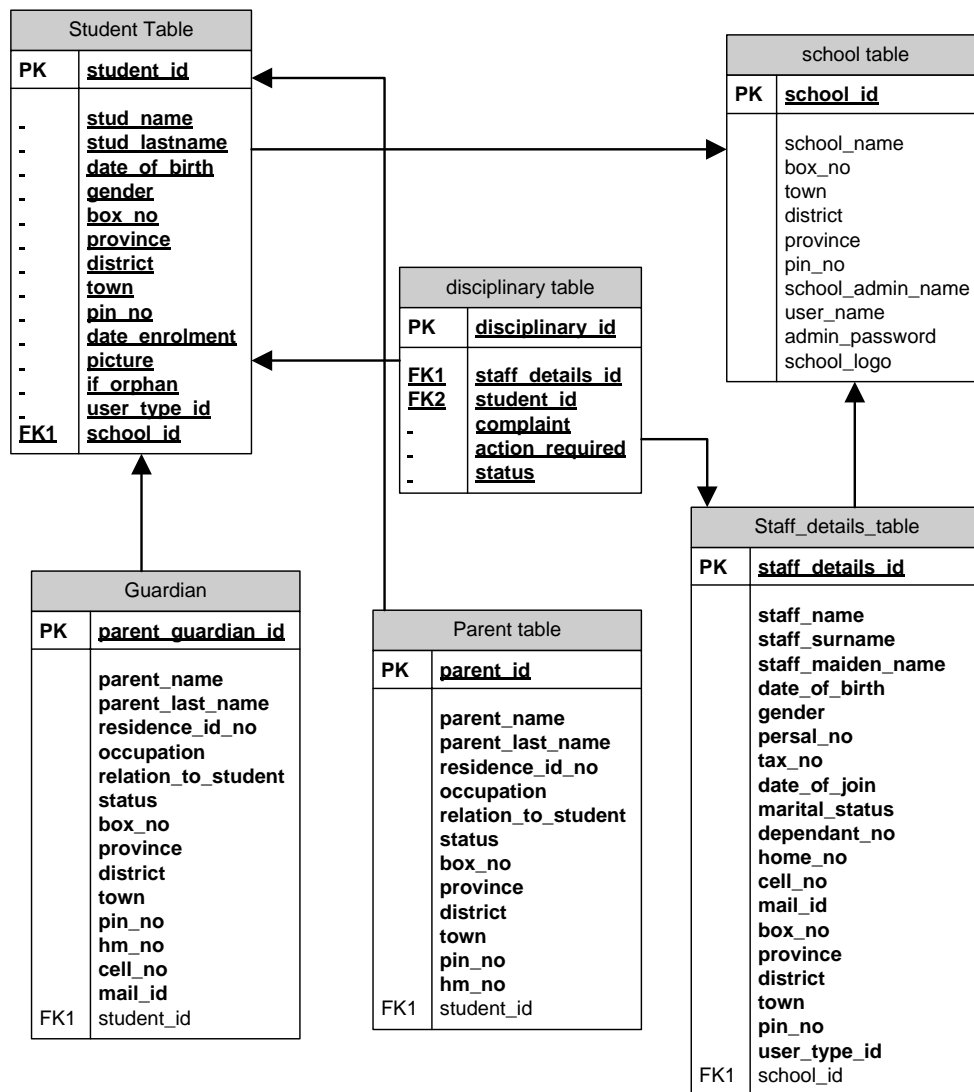 Student Table
PK student_id
_ stud_name
_ stud_lastname
_ date_of_birth
_ gender
_ box_no
_ province
_ district
_ town
_ pin_no
_ date_enrolment
_ picture
_ if_orphan
_ user_type_id
FK1 school_id
school table
PK school_id
school_name
box_no
town
district
province
pin_no
school_admin_name
user_name
admin_password
school_logo
disciplinary table
PK disciplinary_id
FK1 staff_details_id
FK2 student_id
_ complaint
_ action_required
_ status
Guardian
PK parent_guardian_id
parent_name
parent_last_name
residence_id_no
occupation
relation_to_student
status
box_no
province
district
town
pin_no
hm_no
cell_no
mail_id
FK1 student_id
Parent table
PK parent_id
parent_name
parent_last_name
residence_id_no
occupation
relation_to_student
status
box_no
province
district
town
pin_no
hm_no
FK1 student_id
Staff_details_table
PK staff_details_id
staff_name
staff_surname
staff_maiden_name
date_of_birth
gender
persal_no
tax_no
date_of_join
marital_status
dependant_no
home_no
cell_no
mail_id
box_no
province
district
town
pin_no
user_type_id
FK1 school_id